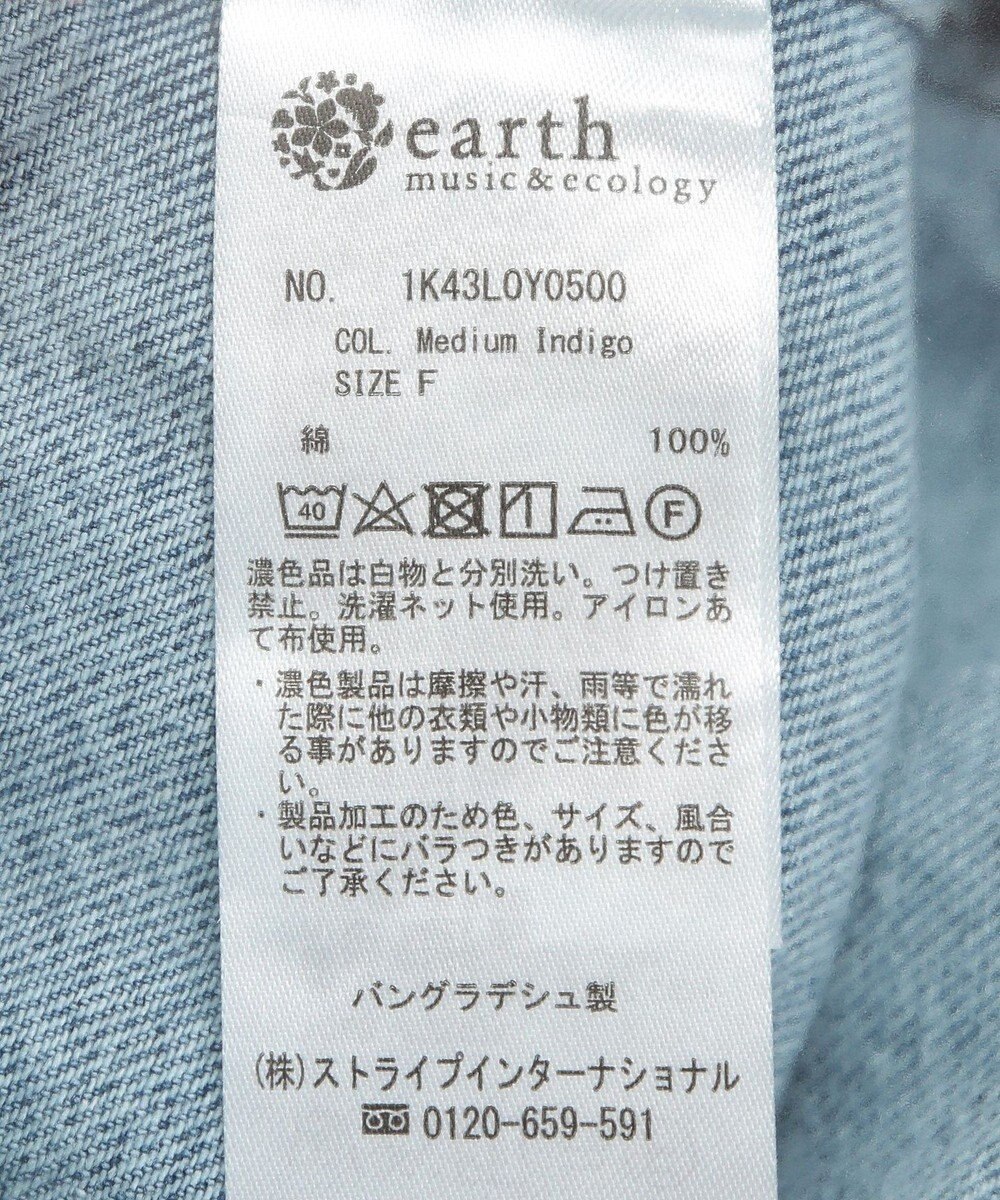 earth
music & ecology
NO. 1K43L0Y0500
COL. Medium Indigo
SIZE F
綿 100%
40 F
濃色品は白物と分別洗い。つけ置き
禁止。洗濯ネット使用。アイロンあ
て布使用。
・濃色製品は摩擦や汗、雨等で濡れ
た際に他の衣類や小物類に色が移
る事がありますのでご注意くださ
い。
・製品加工のため色、サイズ、風合
いなどにバラつきがありますので
ご了承ください。
バングラデシュ製
(株)ストライプインターナショナル
0120-659-591